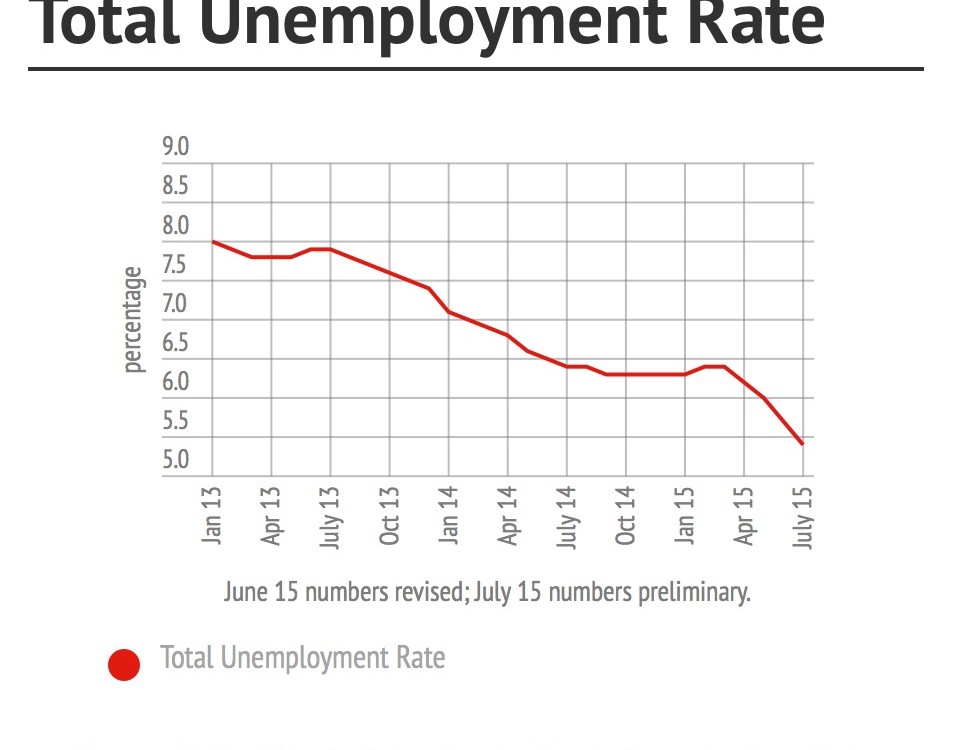 Total Unemployment Rate
9.0
8.5
8.0
7.5
7.0
6.5
6.0
5.5
5.0
percentage
Jan 13
Apr 13
July 13
Oct 13
Jan 14
Apr 14
July 14
Oct 14
Jan 15
Apr 15
July 15
June 15 numbers revised; July 15 numbers preliminary.
Total Unemployment Rate